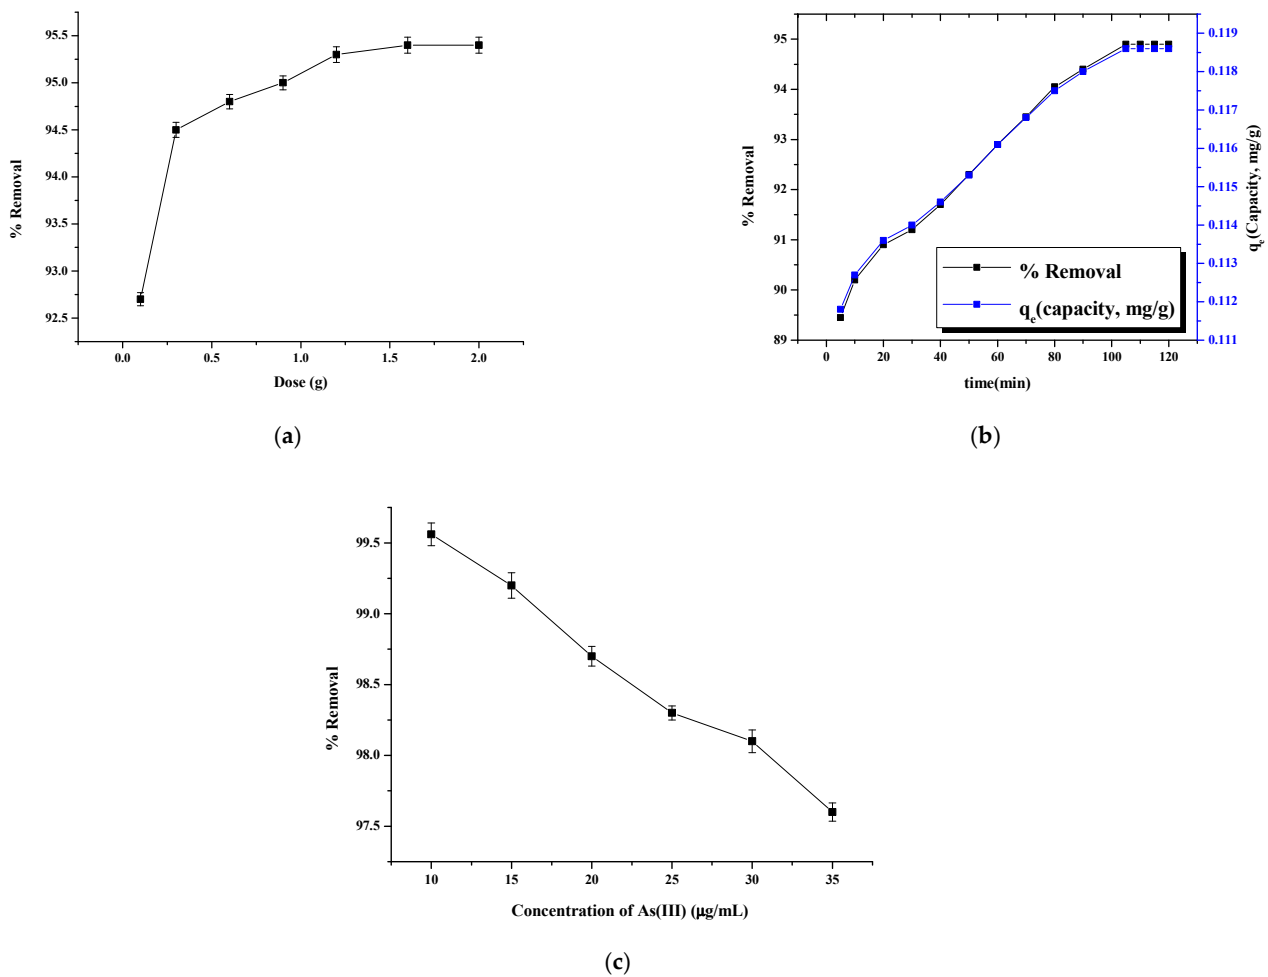 95.5
95.0
94.5
94.0
93.5
93.0
92.5
% Removal
0.0 0.5 1.0 1.5 2.0
Dose (g)
(a)
95
94
93
92
91
90
89
% Removal
0.119
0.118
0.117
0.116
0.115
0.114
0.113
0.112
0.111
qe(Capacity, mg/g)
% Removal
qe(capacity, mg/g)
0 20 40 60 80 100 120
time(min)
(b)
99.5
99.0
98.5
98.0
97.5
% Removal
10 15 20 25 30 35
Concentration of As(III) (μg/mL)
(c)